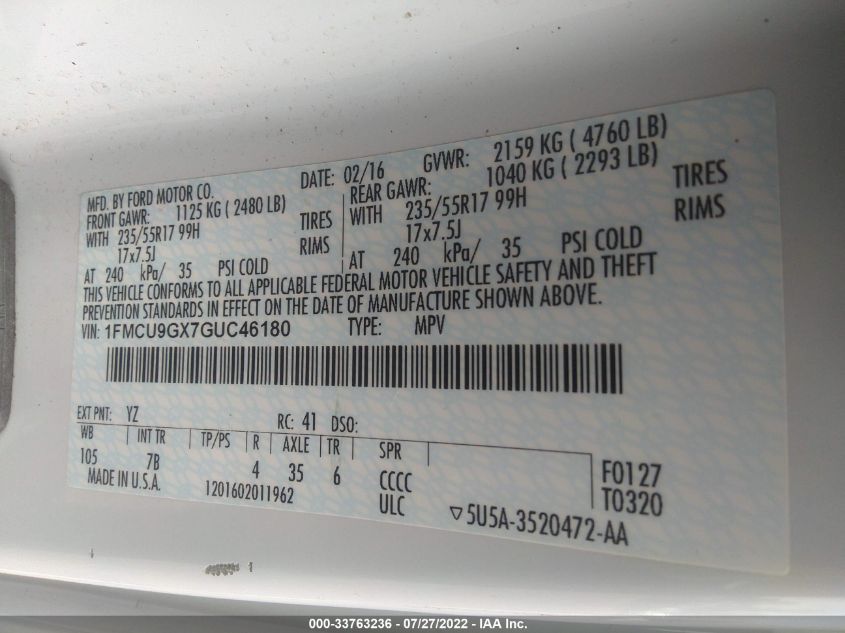 MFD. BY FORD MOTOR CO. DATE: 02/16 GVWR: 2159 KG ( 4760 LB)
FRONT GAWR: 1125 KG ( 2480 LB) REAR GAWR: 1040 KG ( 2293 LB)
WITH 235/55R17 99H TIRES WITH 235/55R17 99H TIRES
17x7.5J RIMS 17x7.5J RIMS
AT 240 kPa/ 35 PSI COLD AT 240 kPa/ 35 PSI COLD
THIS VEHICLE CONFORMS TO ALL APPLICABLE FEDERAL MOTOR VEHICLE SAFETY AND THEFT
PREVENTION STANDARDS IN EFFECT ON THE DATE OF MANUFACTURE SHOWN ABOVE.
VIN: 1FMCU9GX7GUC46180 TYPE: MPV
EXT PNT: YZ RC: 41 DSO:
WB INT TR TP/PS R AXLE TR SPR
105 7B 4 35 6 CCCC F0127
MADE IN U.S.A. 1201602011962 ULC T0320
▽5U5A-3520472-AA
1
000-33763236 - 07/27/2022 - IAA Inc.